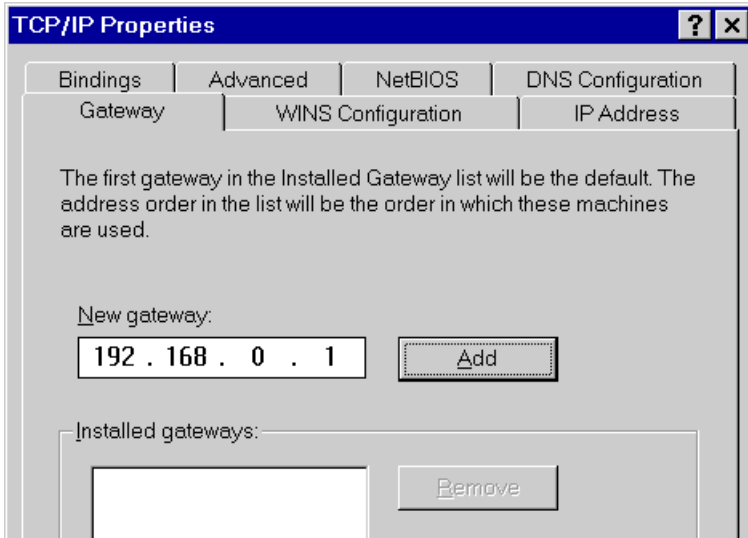 TCP/IP Properties
? ×
Bindings Advanced NetBIOS DNS Configuration
Gateway WINS Configuration IP Address
The first gateway in the Installed Gateway list will be the default. The
address order in the list will be the order in which these machines
are used.
New gateway:
192 . 168 . 0 . 1 Add
Installed gateways:
Remove